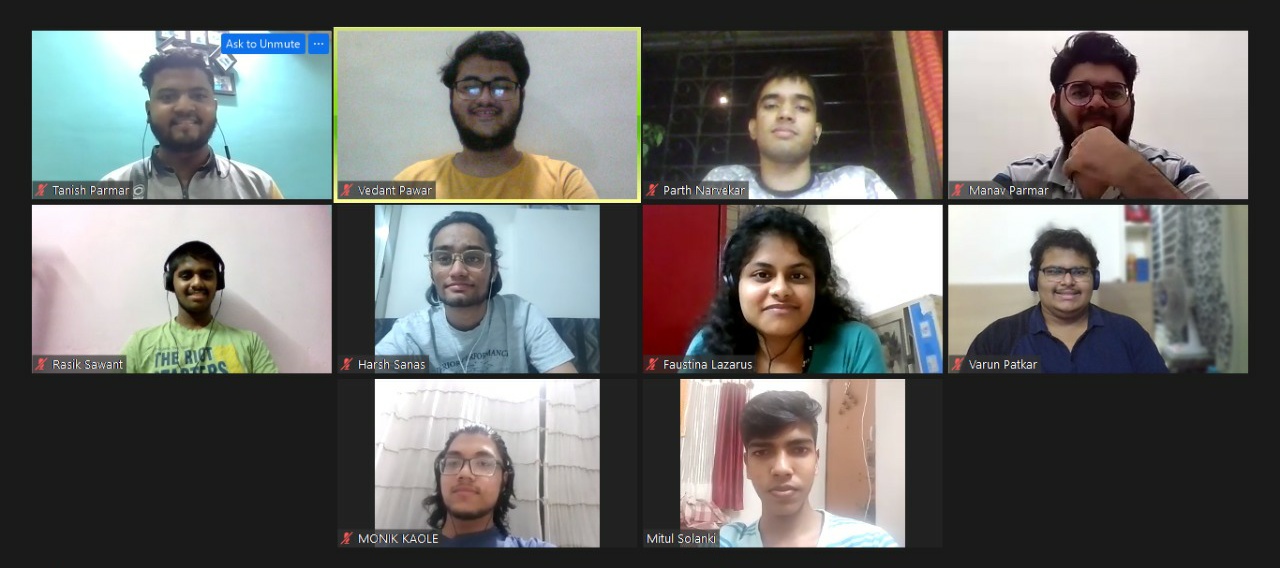 Ask to Unmute ...
Tanish Parmar
Vedant Pawar
Parth Narvekar
Manav Parmar
Rasik Sawant
THE RIOT
Harsh Sanas
Faustina Lazarus
Varun Patkar
MONIK KAOLE
Mitul Solanki